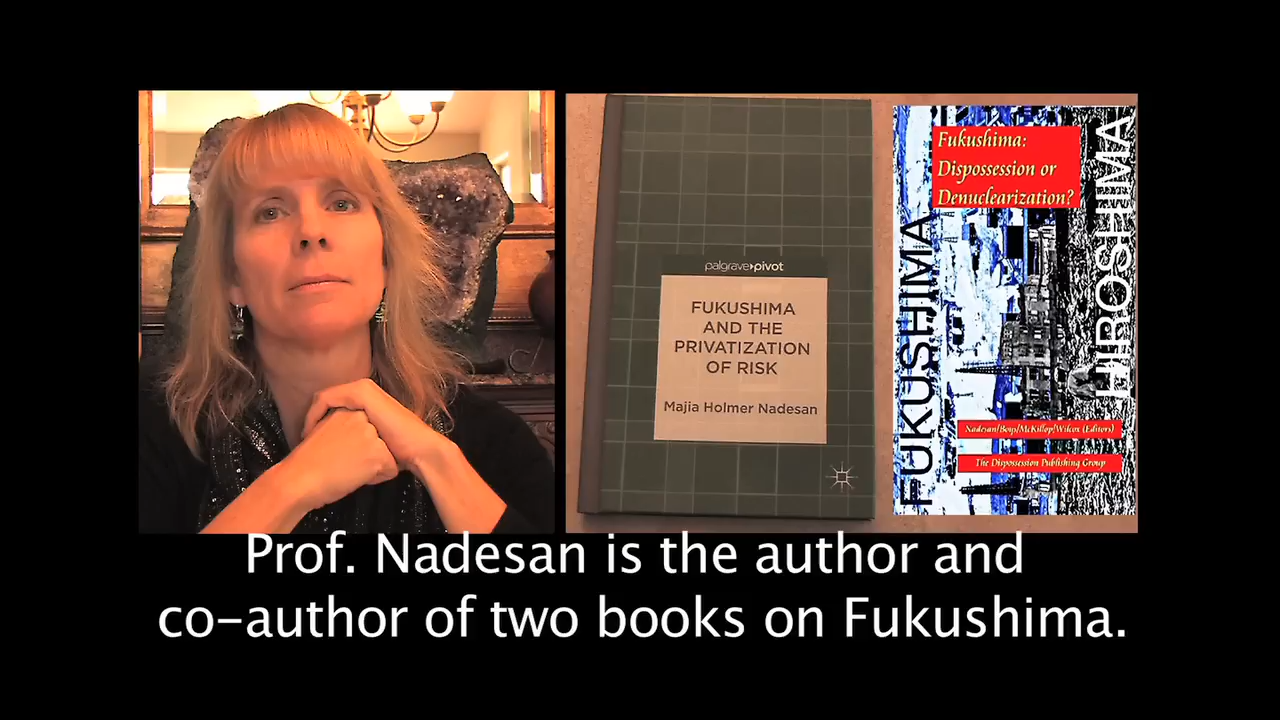 palgrave▸pivot
FUKUSHIMA
AND THE
PRIVATIZATION
OF RISK
Majia Holmer Nadesan
Fukushima:
Dispossession or
Denuclearization?
FUKUSHIMA
HIROSHIMA
Nadesan/Boys/McKillop/Wilcox (Editors)
The Dispossession Publishing Group
Prof. Nadesan is the author and
co-author of two books on Fukushima.